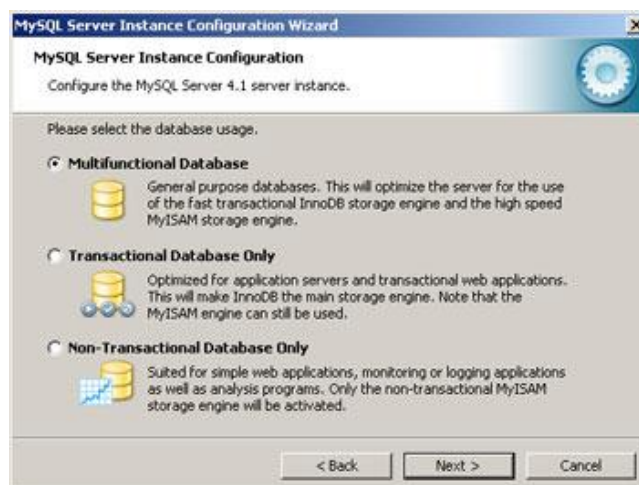 MySQL Server Instance Configuration Wizard
MySQL Server Instance Configuration
Configure the MySQL Server 4.1 server instance.
Please select the database usage.
Multifunctional Database
General purpose databases. This will optimize the server for the use
of the fast transactional InnoDB storage engine and the high speed
MyISAM storage engine.
Transactional Database Only
Optimized for application servers and transactional web applications.
This will make InnoDB the main storage engine. Note that the
MyISAM engine can still be used.
Non-Transactional Database Only
Suited for simple web applications, monitoring or logging applications
as well as analysis programs. Only the non-transactional MyISAM
storage engine will be activated.
< Back Next > Cancel